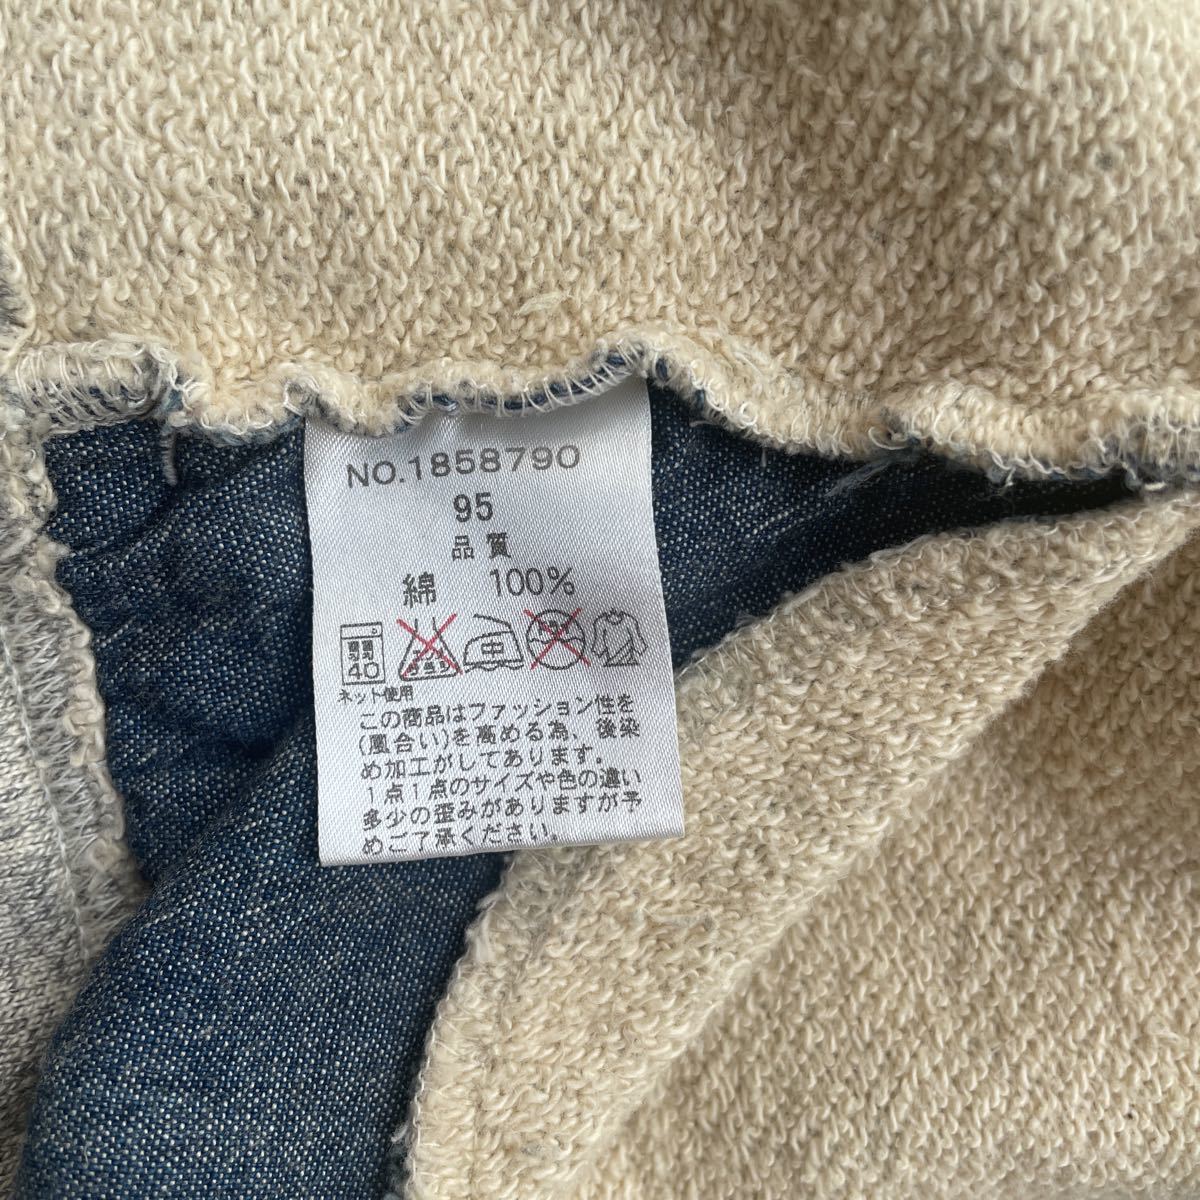 NO.1858790
95
品質
綿 100%
40
ネット使用
この商品はファッション性を
(風合い)を高める為、後染
め加工がしてあります。
1点1点のサイズや色の違い
多少の歪みがありますが予
めご了承ください。